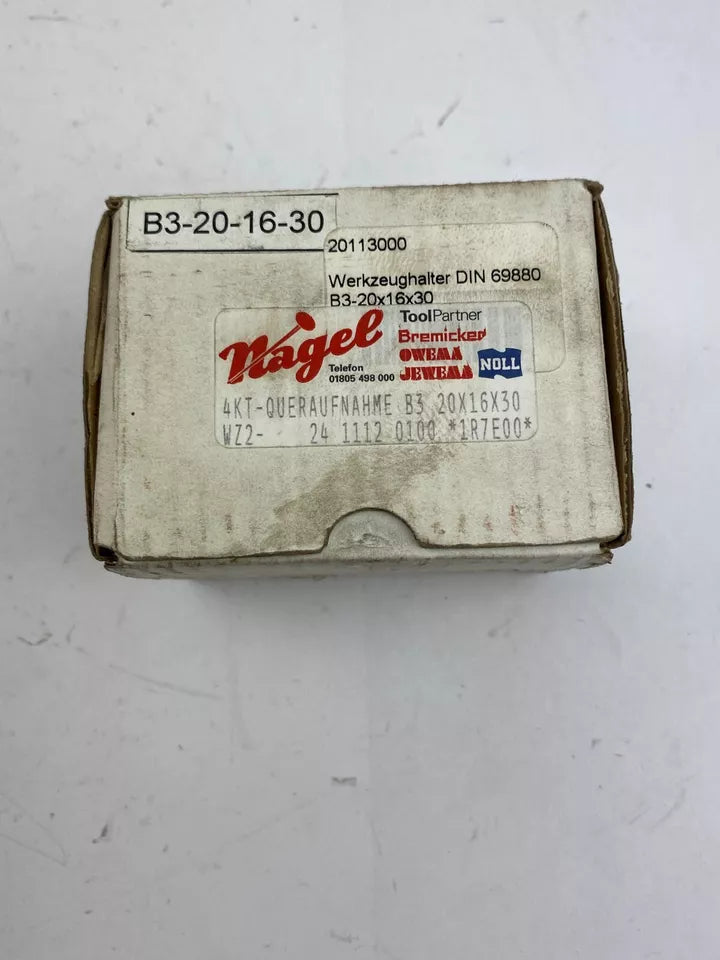 B3-20-16-30
20113000
Werkzeughalter DIN 69880
B3-20x16x30
Nagel
Telefon
01805 498 000
ToolPartner
Bremicker
OWEMA
JEWEMA
NOLL
4KT-QUERAUFNAHME B3 20X16X30
WZ2- 24 1112 0100 *1R7E00*